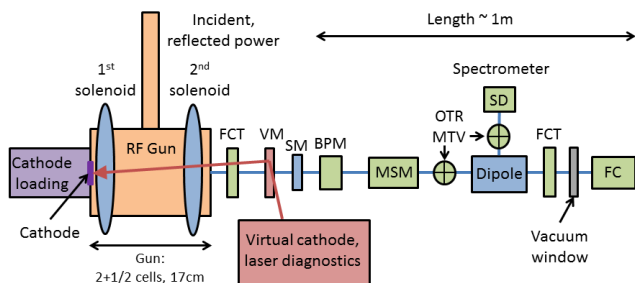 Incident,
reflected power
Length ~ 1m
1st
solenoid
2nd
solenoid
Spectrometer
SD
OTR
MTV
RF Gun
FCT
VM
SM
BPM
FCT
Cathode
loading
MSM
Dipole
FC
Cathode
Virtual cathode,
laser diagnostics
Vacuum
window
Gun:
2+1/2 cells, 17cm